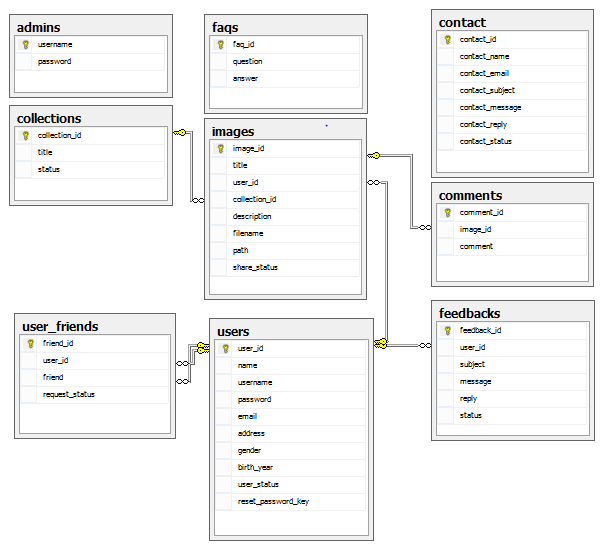 admins
username
password
faqs
faq_id
question
answer
contact
contact_id
contact_name
contact_email
contact_subject
contact_message
contact_reply
contact_status
collections
collection_id
title
status
images
image_id
title
user_id
collection_id
description
filename
path
share_status
comments
comment_id
image_id
comment
user_friends
friend_id
user_id
friend
request_status
users
user_id
name
username
password
email
address
gender
birth_year
user_status
reset_password_key
feedbacks
feedback_id
user_id
subject
message
reply
status